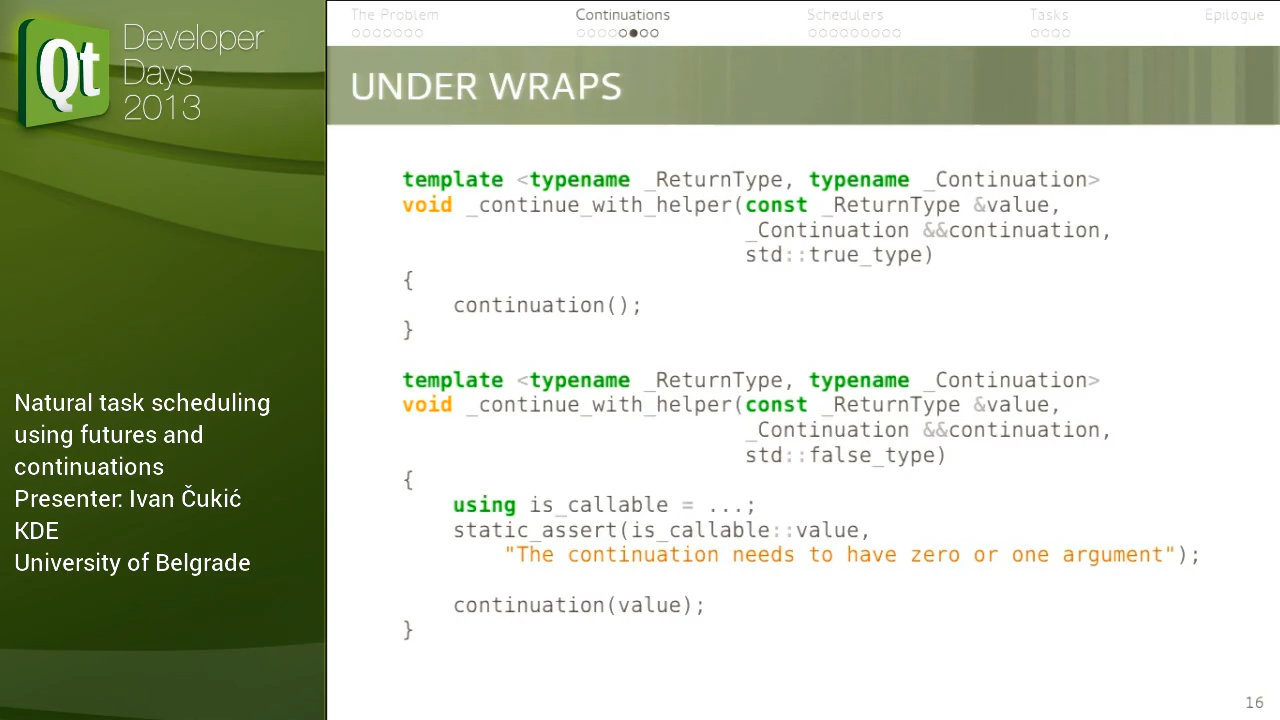 Qt
Developer
Days
2013
The Problem
Continuations
Schedulers
Tasks
Epilogue
UNDER WRAPS
template <typename _ReturnType, typename _Continuation>
void _continue_with_helper(const _ReturnType &value,
_Continuation &&continuation,
std::true_type)
{
continuation();
}
template <typename _ReturnType, typename _Continuation>
void _continue_with_helper(const _ReturnType &value,
_Continuation &&continuation,
std::false_type)
{
using is_callable = ...;
static_assert(is_callable::value,
"The continuation needs to have zero or one argument");
continuation(value);
}
Natural task scheduling
using futures and
continuations
Presenter: Ivan Čukić
KDE
University of Belgrade
16